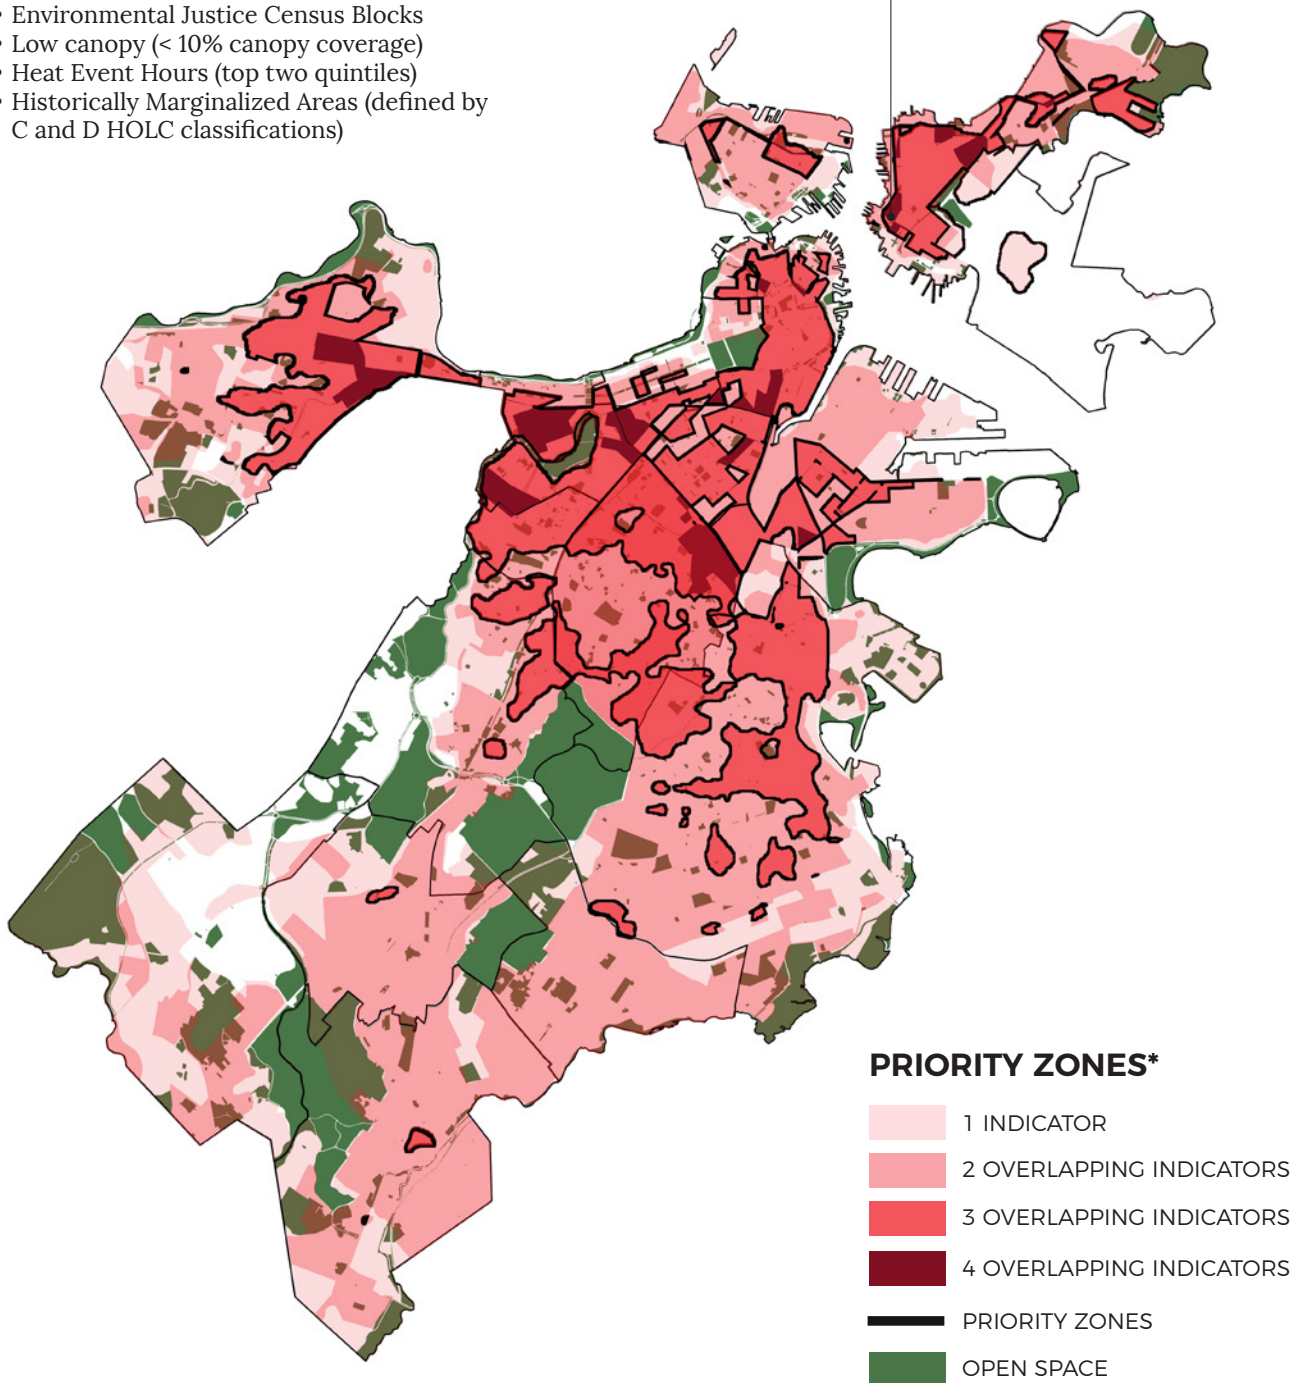 • Environmental Justice Census Blocks
• Low canopy (< 10% canopy coverage)
• Heat Event Hours (top two quintiles)
• Historically Marginalized Areas (defined by
C and D HOLC classifications)
PRIORITY ZONES*
1 INDICATOR
2 OVERLAPPING INDICATORS
3 OVERLAPPING INDICATORS
4 OVERLAPPING INDICATORS
PRIORITY ZONES
OPEN SPACE